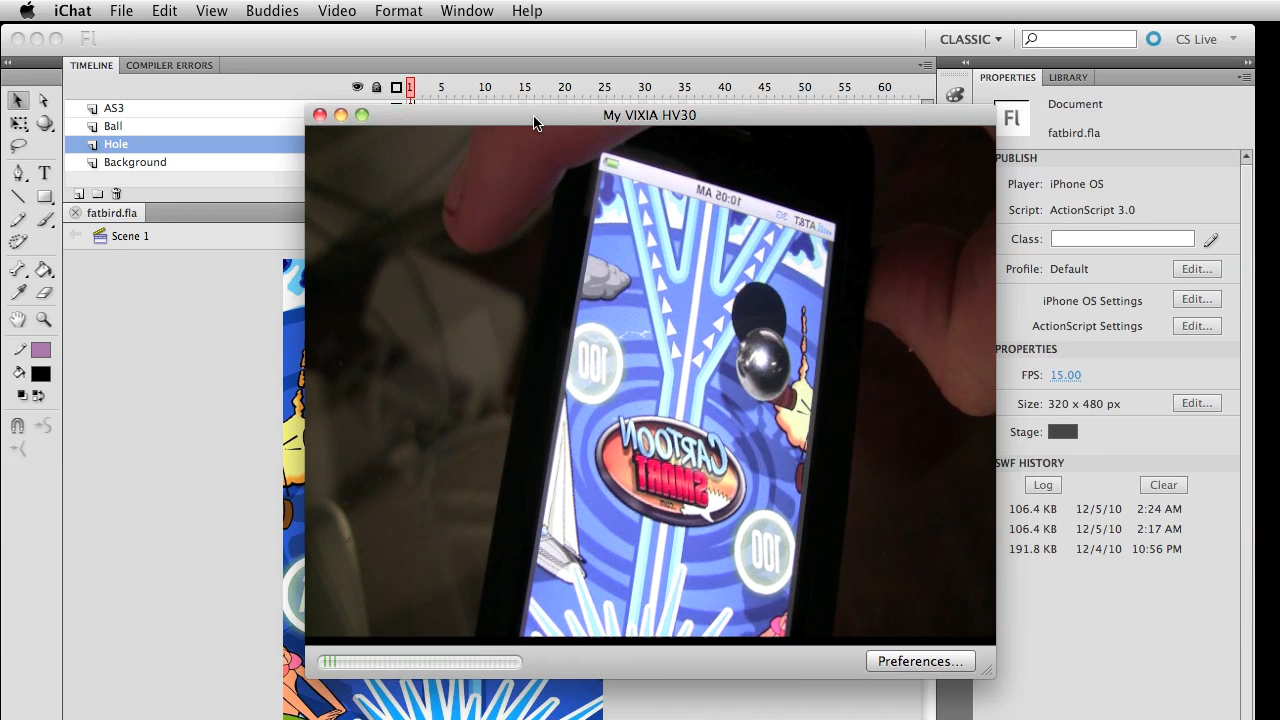 iChat File Edit View Buddies Video Format Window Help
Fl CLASSIC CS Live
TIMELINE COMPILER ERRORS
PROPERTIES LIBRARY
1 5 10 15 20 25 30 35 40 45 50 55 60
AS3
Ball
Hole
Background
fatbird.fla
Scene 1
T
My VIXIA HV30
AT&T 3G 10:05 AM
100
CARTOON
SMART
.com
100
Preferences...
Fl
Document
fatbird.fla
PUBLISH
Player: iPhone OS
Script: ActionScript 3.0
Class:
Profile: Default Edit...
iPhone OS Settings Edit...
ActionScript Settings Edit...
PROPERTIES
FPS: 15.00
Size: 320 x 480 px Edit...
Stage:
SWF HISTORY
Log Clear
106.4 KB 12/5/10 2:24 AM
106.4 KB 12/5/10 2:17 AM
191.8 KB 12/4/10 10:56 PM